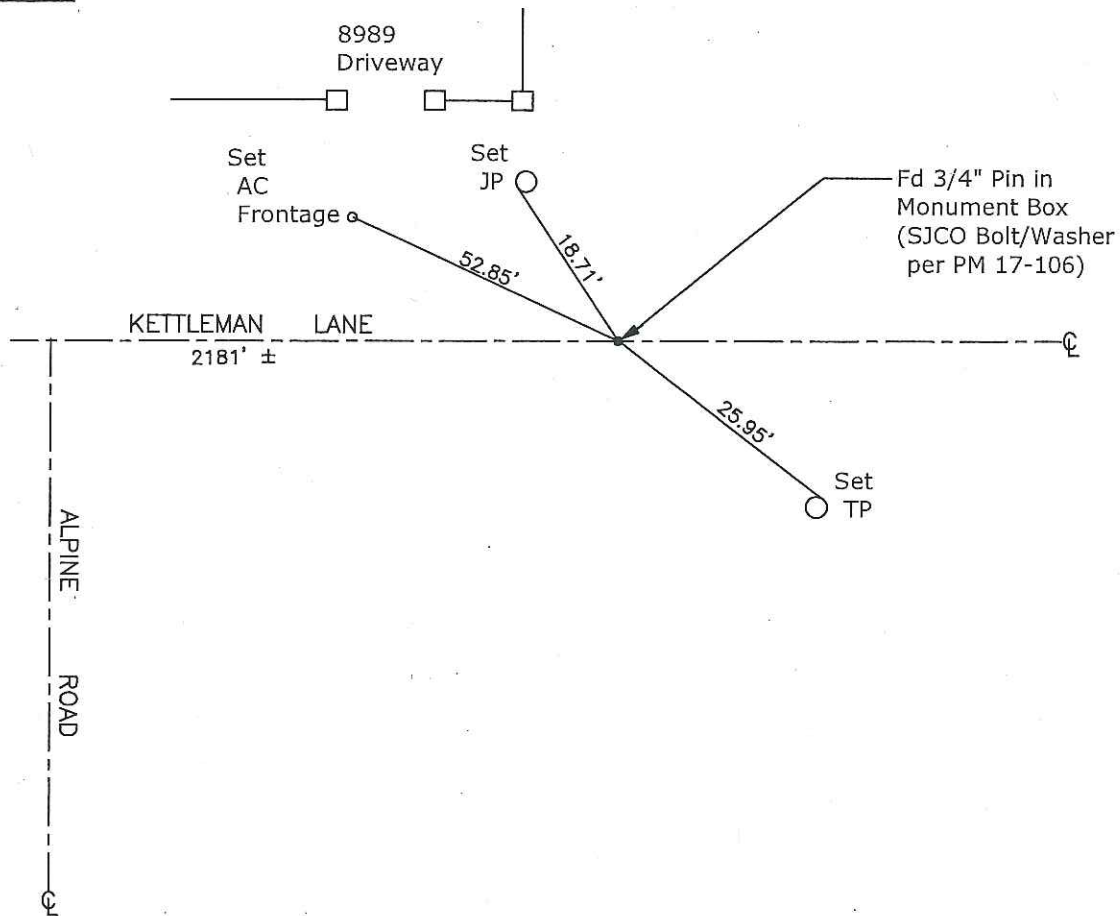 8989
Driveway
Set
AC
Frontage
Set
JP
Fd 3/4" Pin in
Monument Box
(SJCO Bolt/Washer
per PM 17-106)
52.85'
18.71'
KETTLEMAN LANE
2181' ±
℄
25.95'
Set
TP
ALPINE ROAD
℄